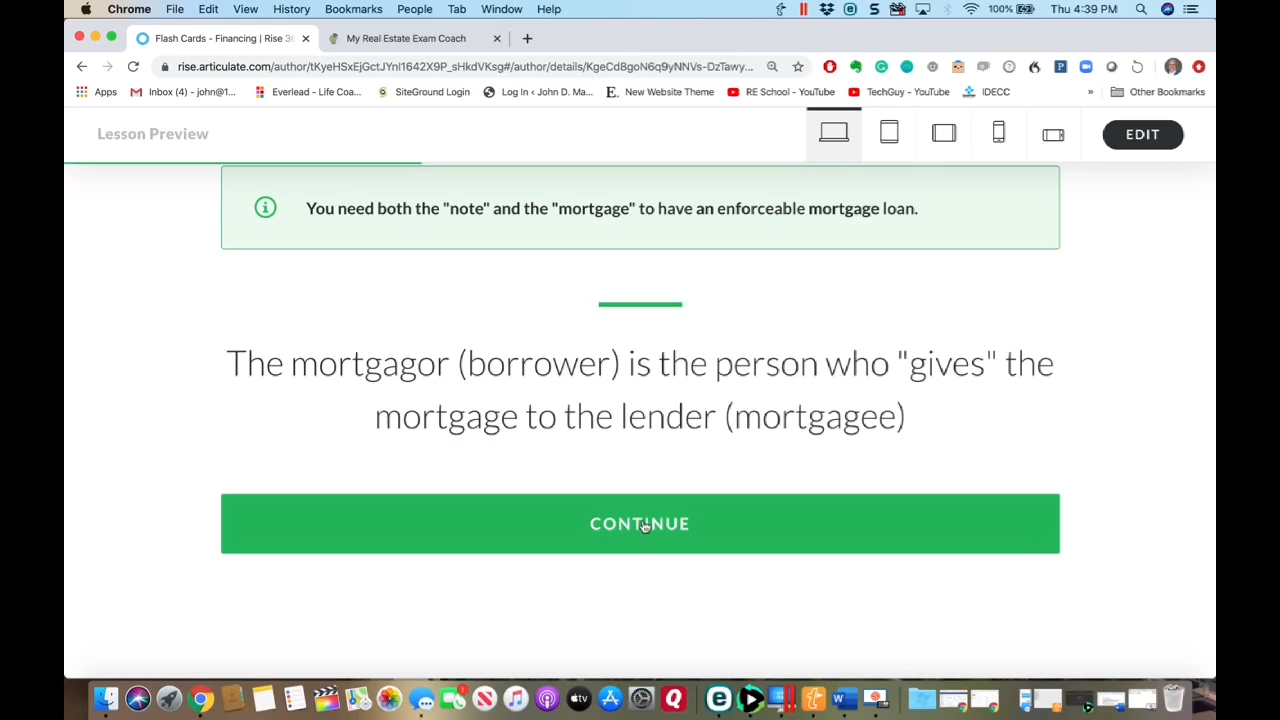 Chrome File Edit View History Bookmarks People Tab Window Help 100% Thu 4:39 PM
Flash Cards - Financing | Rise 36 My Real Estate Exam Coach
rise.articulate.com/author/tKyeHSxEjGctJYnl1642X9P_sHkdVKsg#/author/details/KgeCd8goN6q9yNNVs-DzTawy...
Apps Inbox (4) - john@1... Everlead - Life Coa... SiteGround Login Log In ‹ John D. Ma... New Website Theme RE School - YouTube TechGuy - YouTube IDECC » Other Bookmarks
Lesson Preview
EDIT
You need both the "note" and the "mortgage" to have an enforceable mortgage loan.
The mortgagor (borrower) is the person who "gives" the
mortgage to the lender (mortgagee)
CONTINUE